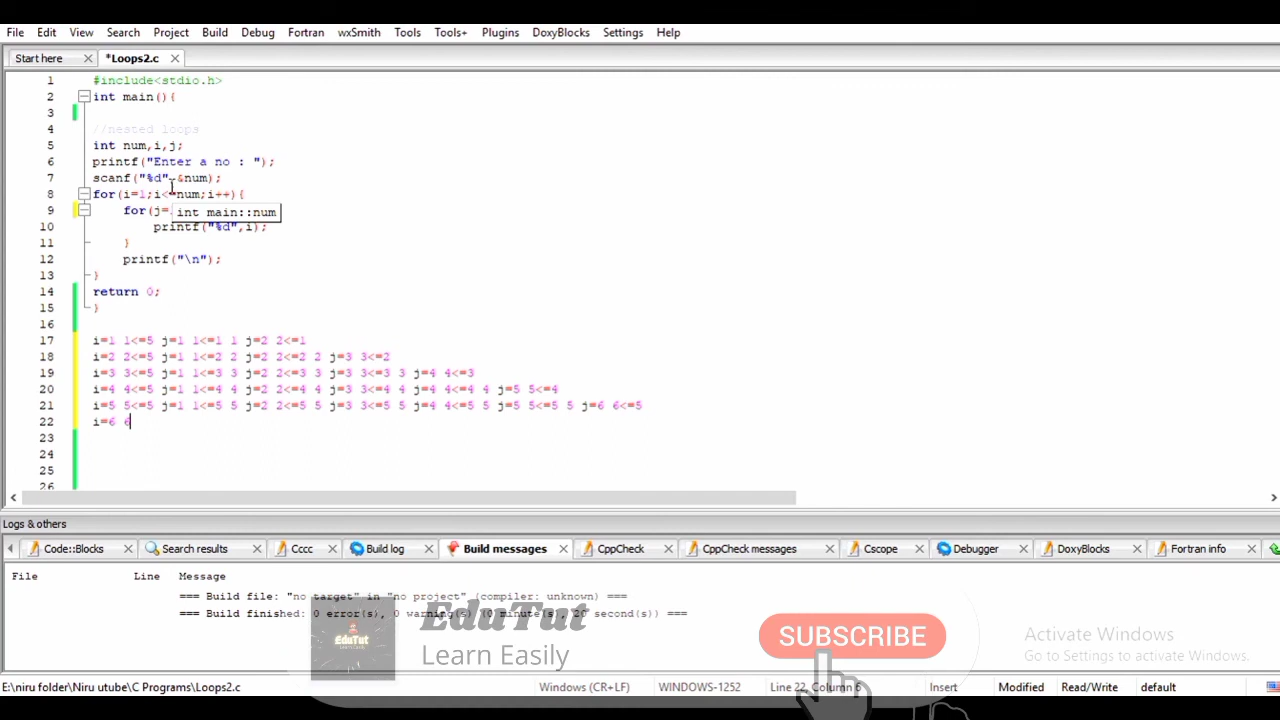 File Edit View Search Project Build Debug Fortran wxSmith Tools Tools+ Plugins DoxyBlocks Settings Help
Start here *Loops2.c
1 #include<stdio.h>
2 int main(){
3
4 //nested loops
5 int num,i,j;
6 printf("Enter a no : ");
7 scanf("%d",&num);
8 for(i=1;i<=num;i++){
9 for(j=
int main::num
10 printf("%d",i);
11 }
12 printf("\n");
13 }
14 return 0;
15 }
16
17 i=1 1<=5 j=1 1<=1 1 j=2 2<=1
18 i=2 2<=5 j=1 1<=2 2 j=2 2<=2 2 j=3 3<=2
19 i=3 3<=5 j=1 1<=3 3 j=2 2<=3 3 j=3 3<=3 3 j=4 4<=3
20 i=4 4<=5 j=1 1<=4 4 j=2 2<=4 4 j=3 3<=4 4 j=4 4<=4 4 j=5 5<=4
21 i=5 5<=5 j=1 1<=5 5 j=2 2<=5 5 j=3 3<=5 5 j=4 4<=5 5 j=5 5<=5 5 j=6 6<=5
22 i=6 6
23
24
25
26
Logs & others
Code::Blocks Search results Cccc Build log Build messages CppCheck CppCheck messages Cscope Debugger DoxyBlocks Fortran info
File Line Message
=== Build file: "no target" in "no project" (compiler: unknown) ===
=== Build finished: 0 error(s), 0 warning(s) (0 minute(s), 20 second(s)) ===
EduTut
EduTut
Learn Easily
SUBSCRIBE
Activate Windows
Go to Settings to activate Windows.
E:\niru folder\Niru utube\C Programs\Loops2.c Windows (CR+LF) WINDOWS-1252 Line 22, Column 6 Insert Modified Read/Write default